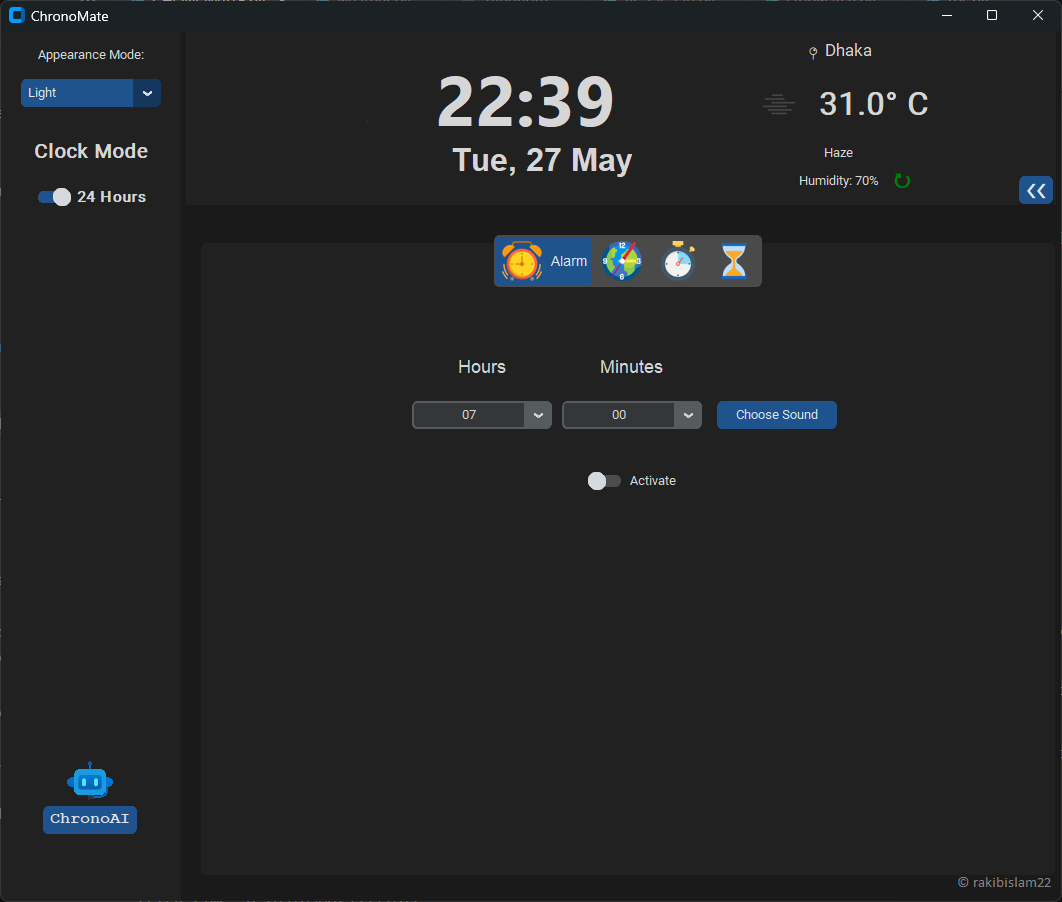 ChronoMate
Appearance Mode:
Light
Clock Mode
24 Hours
22:39
Tue, 27 May
Dhaka
31.0° C
Haze
Humidity: 70%
Alarm
12
9
3
6
Hours
Minutes
07
00
Choose Sound
Activate
ChronoAI
© rakibislam22